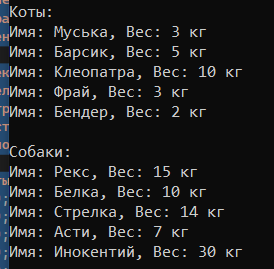 Коты:
Имя: Муська, Вес: 3 кг
Имя: Барсик, Вес: 5 кг
Имя: Клеопатра, Вес: 10 кг
Имя: Фрай, Вес: 3 кг
Имя: Бендер, Вес: 2 кг
Собаки:
Имя: Рекс, Вес: 15 кг
Имя: Белка, Вес: 10 кг
Имя: Стрелка, Вес: 14 кг
Имя: Асти, Вес: 7 кг
Имя: Инокентий, Вес: 30 кг